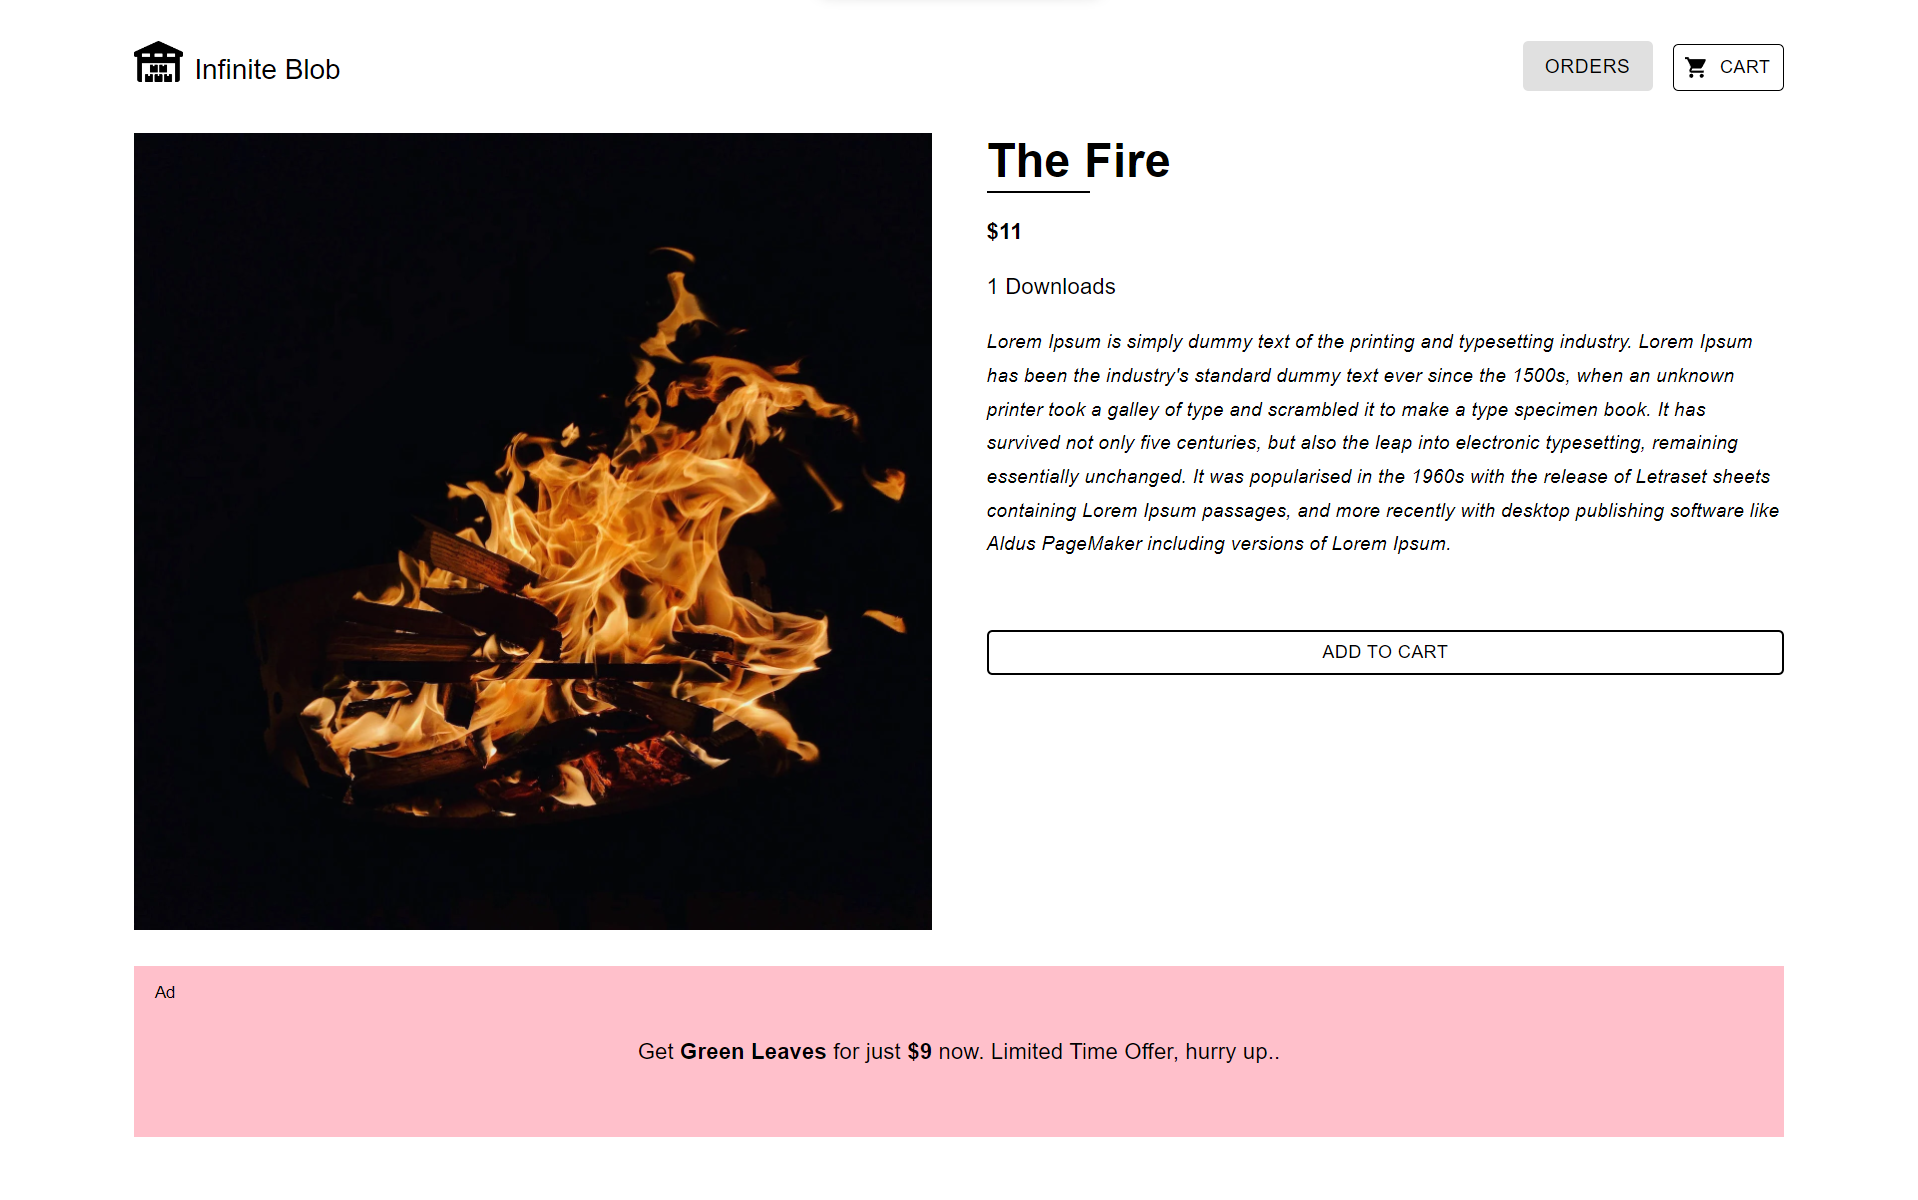 Infinite Blob
ORDERS
CART
The Fire
$11
1 Downloads
Lorem Ipsum is simply dummy text of the printing and typesetting industry. Lorem Ipsum
has been the industry's standard dummy text ever since the 1500s, when an unknown
printer took a galley of type and scrambled it to make a type specimen book. It has
survived not only five centuries, but also the leap into electronic typesetting, remaining
essentially unchanged. It was popularised in the 1960s with the release of Letraset sheets
containing Lorem Ipsum passages, and more recently with desktop publishing software like
Aldus PageMaker including versions of Lorem Ipsum.
ADD TO CART
Ad
Get Green Leaves for just $9 now. Limited Time Offer, hurry up..